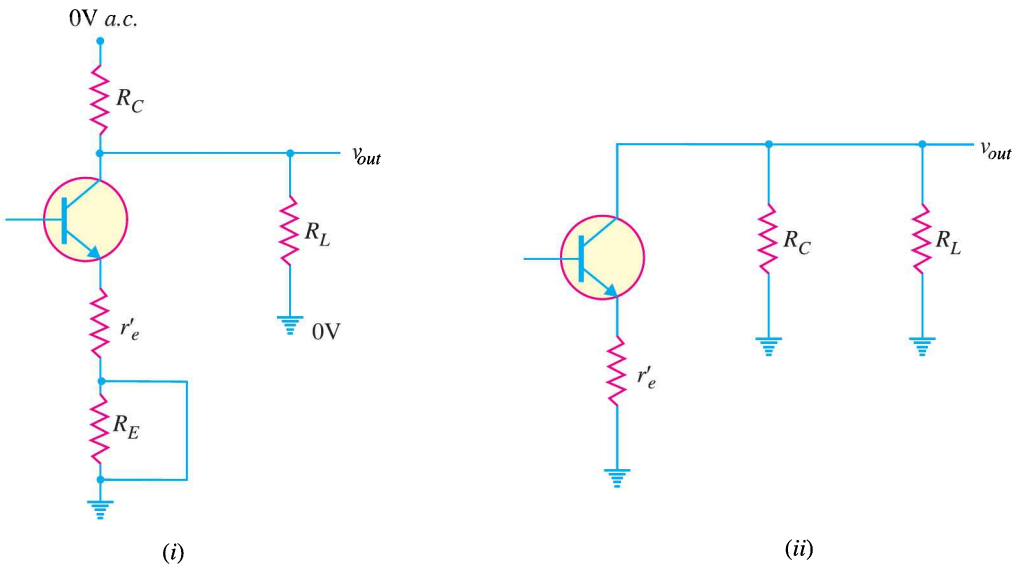 0V a.c.
R_C
v_out
R_L
r'_e
0V
R_E
(i)
v_out
R_C
R_L
r'_e
(ii)